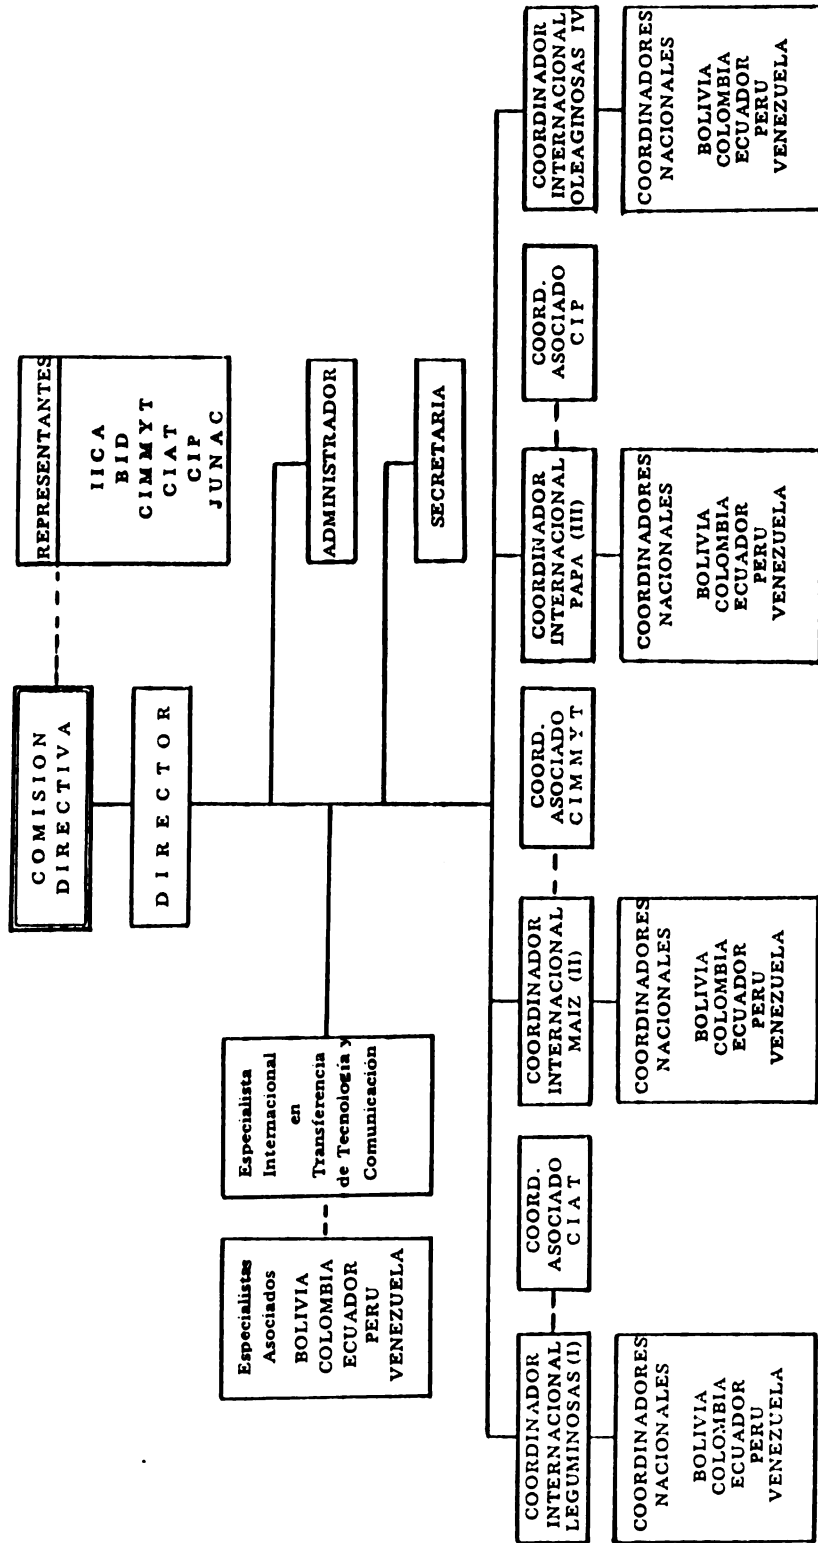 COMISION
DIRECTIVA
REPRESENTANTES
IICA
BID
CIMMYT
CIAT
CIP
JUNAC
DIRECTOR
ADMINISTRADOR
SECRETARIA
Especialistas
Asociados
BOLIVIA
COLOMBIA
ECUADOR
PERU
VENEZUELA
Especialista
Internacional
en
Transferencia
de Tecnología y
Comunicación
COORDINADOR
INTERNACIONAL
LEGUMINOSAS (I)
COORD.
ASOCIADO
CIAT
COORDINADOR
INTERNACIONAL
MAIZ (II)
COORD.
ASOCIADO
CIMMYT
COORDINADOR
INTERNACIONAL
PAPA (III)
COORD.
ASOCIADO
CIP
COORDINADOR
INTERNACIONAL
OLEAGINOSAS IV
COORDINADORES
NACIONALES
BOLIVIA
COLOMBIA
ECUADOR
PERU
VENEZUELA
COORDINADORES
NACIONALES
BOLIVIA
COLOMBIA
ECUADOR
PERU
VENEZUELA
COORDINADORES
NACIONALES
BOLIVIA
COLOMBIA
ECUADOR
PERU
VENEZUELA
COORDINADORES
NACIONALES
BOLIVIA
COLOMBIA
ECUADOR
PERU
VENEZUELA